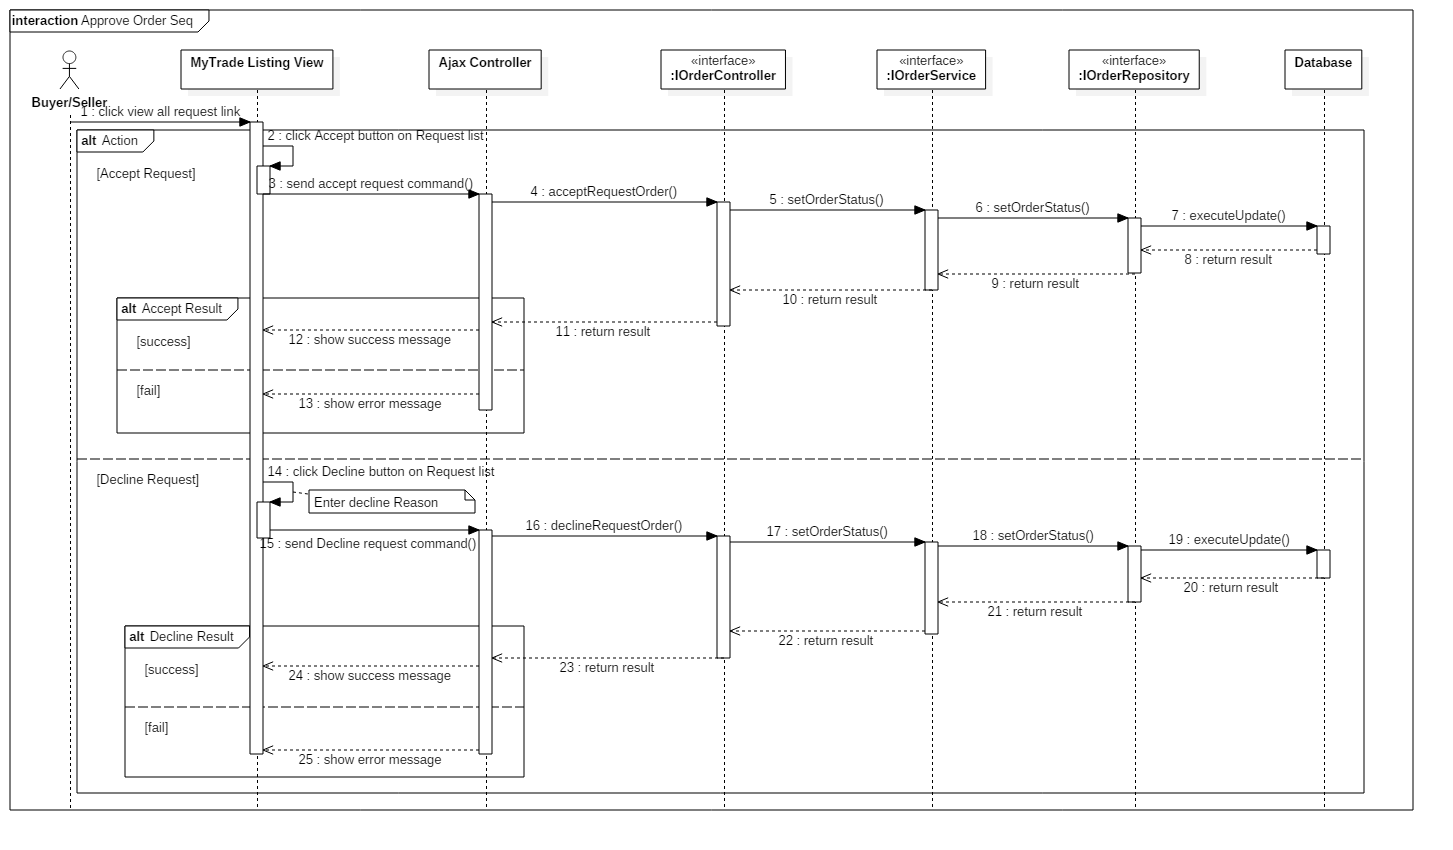 interaction Approve Order Seq
MyTrade Listing View
Ajax Controller
«interface»
:IOrderController
«interface»
:IOrderService
«interface»
:IOrderRepository
Database
Buyer/Seller
1 : click view all request link
alt Action
2 : click Accept button on Request list
[Accept Request]
3 : send accept request command()
4 : acceptRequestOrder()
5 : setOrderStatus()
6 : setOrderStatus()
7 : executeUpdate()
8 : return result
9 : return result
10 : return result
alt Accept Result
11 : return result
12 : show success message
[success]
[fail]
13 : show error message
14 : click Decline button on Request list
[Decline Request]
Enter decline Reason
15 : send Decline request command()
16 : declineRequestOrder()
17 : setOrderStatus()
18 : setOrderStatus()
19 : executeUpdate()
20 : return result
21 : return result
22 : return result
alt Decline Result
23 : return result
[success]
24 : show success message
[fail]
25 : show error message